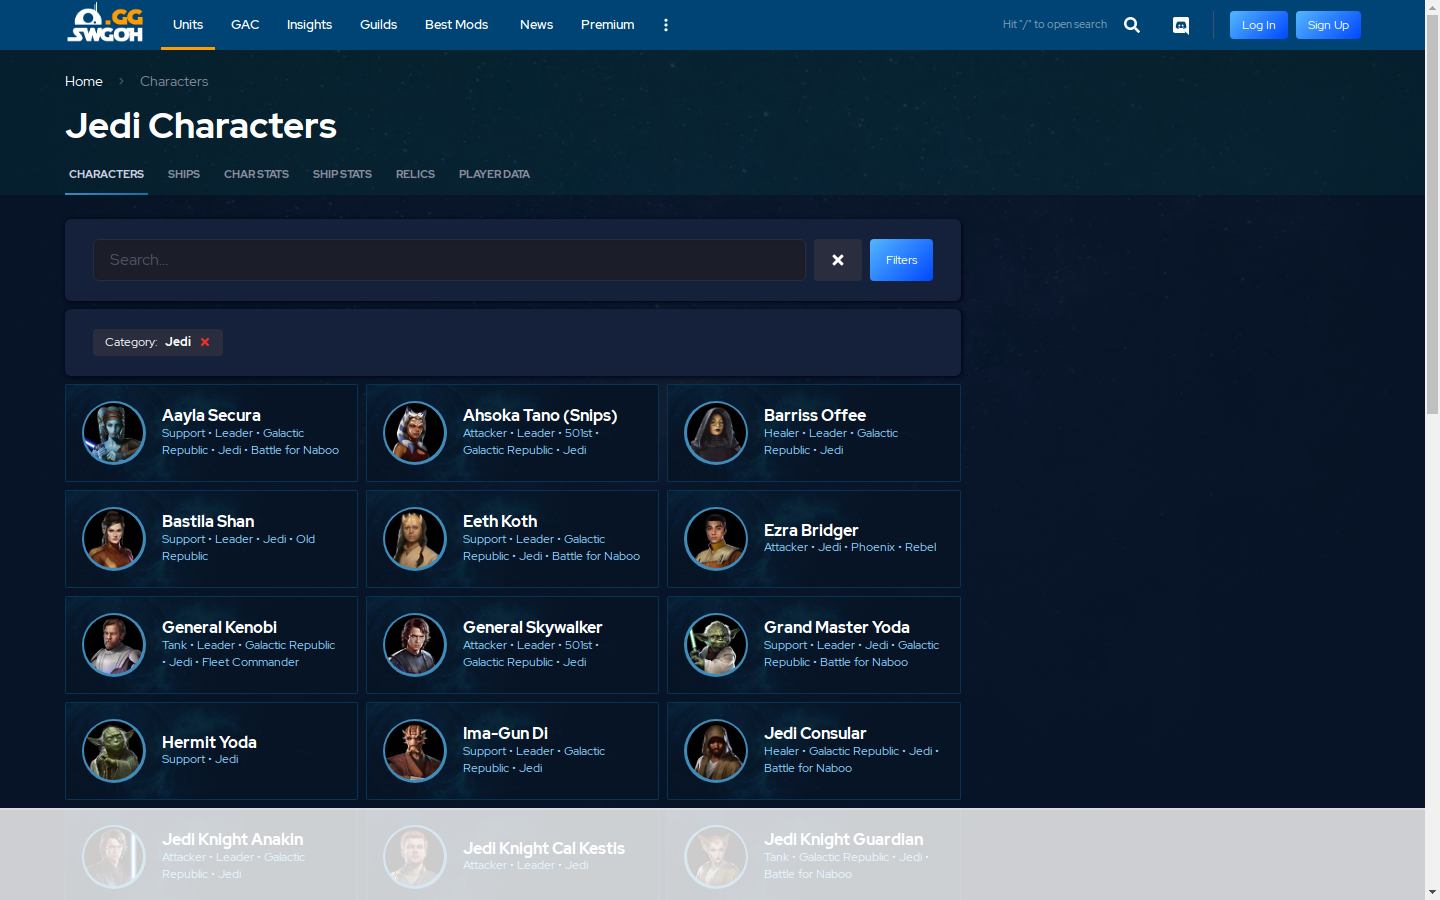 .GG
SWGOH
Units
GAC
Insights
Guilds
Best Mods
News
Premium
Hit "/" to open search
Log In
Sign Up
Home
Characters
Jedi Characters
CHARACTERS
SHIPS
CHAR STATS
SHIP STATS
RELICS
PLAYER DATA
Search...
Filters
Category: Jedi
Aayla Secura
Support • Leader • Galactic
Republic • Jedi • Battle for Naboo
Ahsoka Tano (Snips)
Attacker • Leader • 501st •
Galactic Republic • Jedi
Barriss Offee
Healer • Leader • Galactic
Republic • Jedi
Bastila Shan
Support • Leader • Jedi • Old
Republic
Eeth Koth
Support • Leader • Galactic
Republic • Jedi • Battle for Naboo
Ezra Bridger
Attacker • Jedi • Phoenix • Rebel
General Kenobi
Tank • Leader • Galactic Republic
• Jedi • Fleet Commander
General Skywalker
Attacker • Leader • 501st •
Galactic Republic • Jedi
Grand Master Yoda
Support • Leader • Jedi • Galactic
Republic • Battle for Naboo
Hermit Yoda
Support • Jedi
Ima-Gun Di
Support • Leader • Galactic
Republic • Jedi
Jedi Consular
Healer • Galactic Republic • Jedi •
Battle for Naboo
Jedi Knight Anakin
Attacker • Leader • Galactic
Republic • Jedi
Jedi Knight Cal Kestis
Attacker • Leader • Jedi
Jedi Knight Guardian
Tank • Galactic Republic • Jedi •
Battle for Naboo